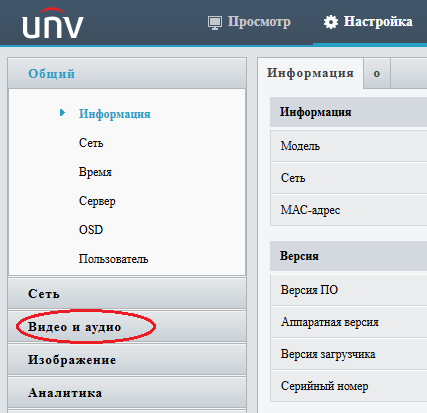 unv
Просмотр
Настройка
Общий
Информация
Сеть
Время
Сервер
OSD
Пользователь
Сеть
Видео и аудио
Изображение
Аналитика
Информация
о
Информация
Модель
Сеть
MAC-адрес
Версия
Версия ПО
Аппаратная версия
Версия загрузчика
Серийный номер